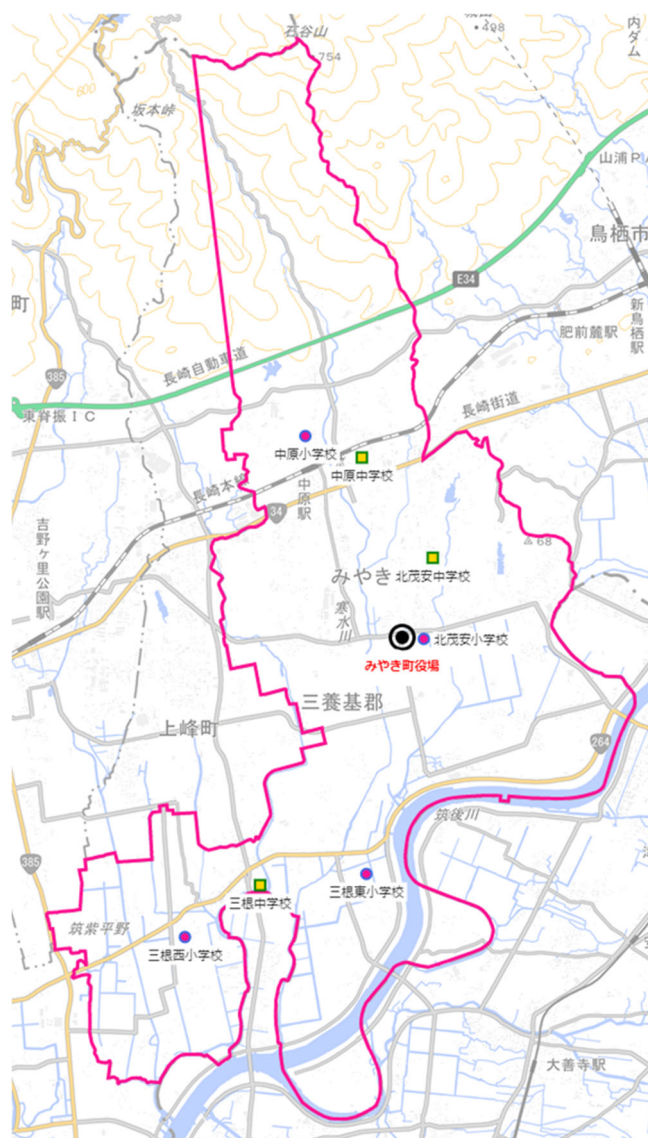 石谷山
754
498
内ダム
600
坂本峠
山浦PA
鳥栖市
E34
新鳥栖駅
肥前麓駅
町
385
長崎自動車道
長崎街道
東脊振IC
中原小学校
中原中学校
長崎本線
中原駅
34
吉野ヶ里公園駅
68
みやき
北茂安中学校
寒水川
北茂安小学校
みやき町役場
三養基郡
上峰町
264
筑後川
385
三根東小学校
三根中学校
筑紫平野
三根西小学校
大善寺駅